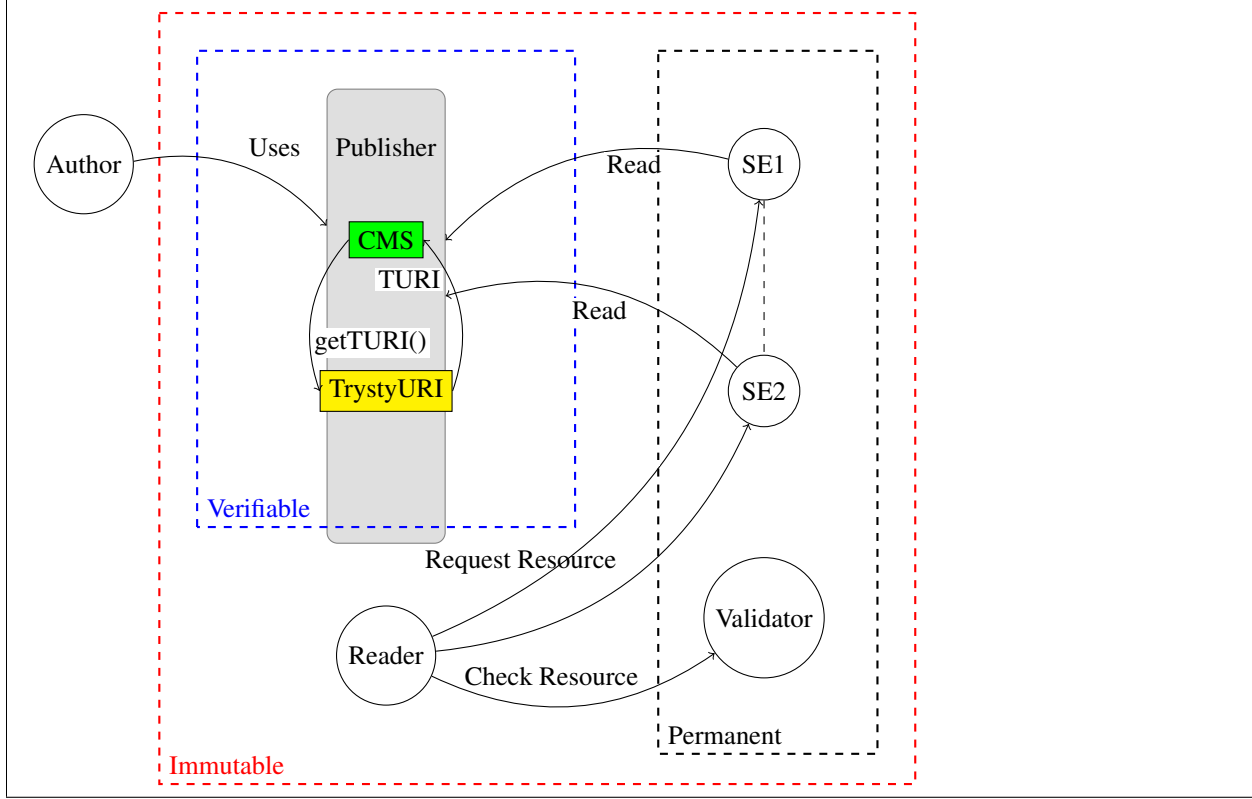 Author
Uses
Publisher
Read
SE1
CMS
TURI
Read
getTURI()
TrystyURI
SE2
Verifiable
Request Resource
Validator
Reader
Check Resource
Permanent
Immutable